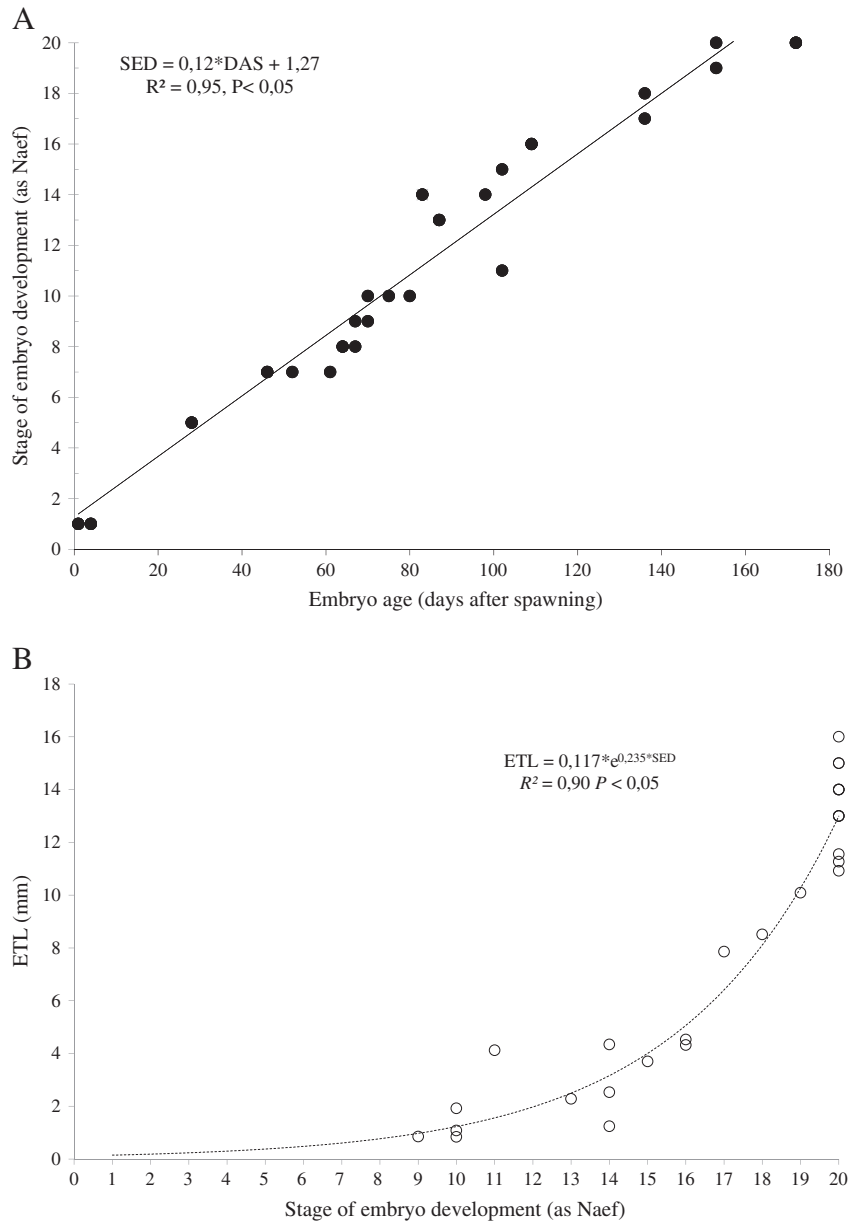 A
SED = 0,12*DAS + 1,27
R² = 0,95, P< 0,05
20
18
16
14
12
10
8
6
4
2
0
Stage of embryo development (as Naef)
0 20 40 60 80 100 120 140 160 180
Embryo age (days after spawning)
B
ETL = 0,117*e^0,235*SED
R² = 0,90 P < 0,05
18
16
14
12
10
8
6
4
2
0
ETL (mm)
0 1 2 3 4 5 6 7 8 9 10 11 12 13 14 15 16 17 18 19 20
Stage of embryo development (as Naef)